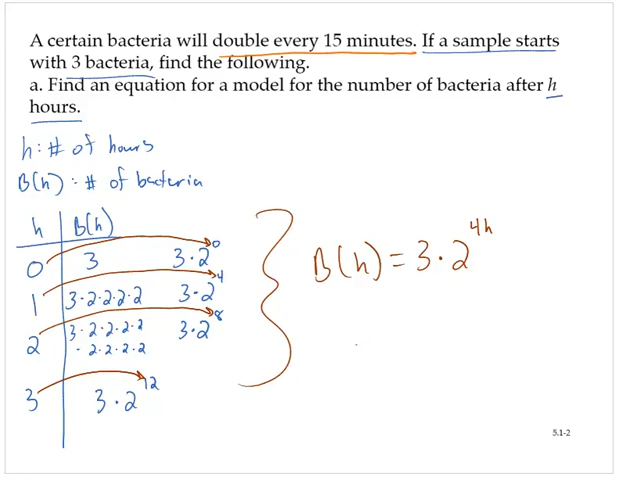 A certain bacteria will double every 15 minutes. If a sample starts
with 3 bacteria, find the following.
a. Find an equation for a model for the number of bacteria after h
hours.
h: # of hours
B(h): # of bacteria
h B(h)
0 3 3·2^0
1 3·2·2·2·2 3·2^4
2 3·2·2·2·2 3·2^8
·2·2·2·2
3 3·2^12
B(h) = 3·2^4h
5.1-2